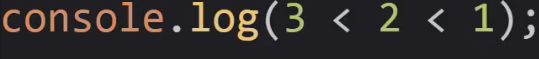 console.log(3 < 2 < 1);